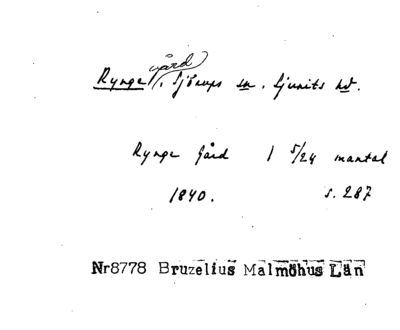 Rynge gård, Sjörups sn. Ljunits hd.
Rynge Gård 1 5/24 mantal
1840. s. 287
Nr8778 Bruzelius Malmöhus Län